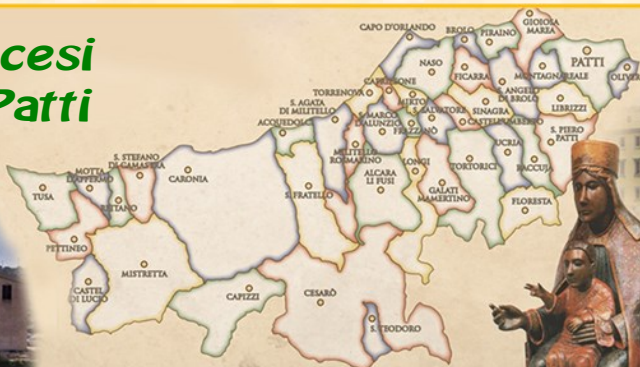 cesi
Patti
CAPO D'ORLANDO
BROLO
PIRAINO
GIOIOSA
MAREA
NASO
FICARRA
MONTAGNAREALE
PATTI
S. ANGELO
DI BROLO
LIBRIZZI
TORRENOVA
CAPRILEONE
MIRTO
S. SALVATORE
SINAGRA
CASTELL'UMBERTO
S. AGATA
DI MILITELLO
ACQUEDOLCI
S. MARCO
D'ALUNZIO
FRAZZANÒ
UCRIA
S. PIERO
PATTI
RACCUJA
MILITELLO
ROSMARINO
LONGI
TORTORICI
ALCARA
LI FUSI
GALATI
MAMERTINO
FLORESTA
S. FRATELLO
S. STEFANO
DI CAMASTRA
CARONIA
MOTTA
D'AFFERMO
TUSA
REITANO
PETTINEO
MISTRETTA
CASTEL
DI LUCIO
CAPIZZI
CESARÒ
S. TEODORO